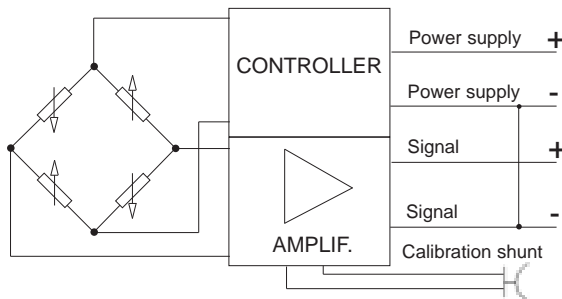 Power supply +
CONTROLLER
Power supply -
Signal +
Signal -
AMPLIF.
Calibration shunt